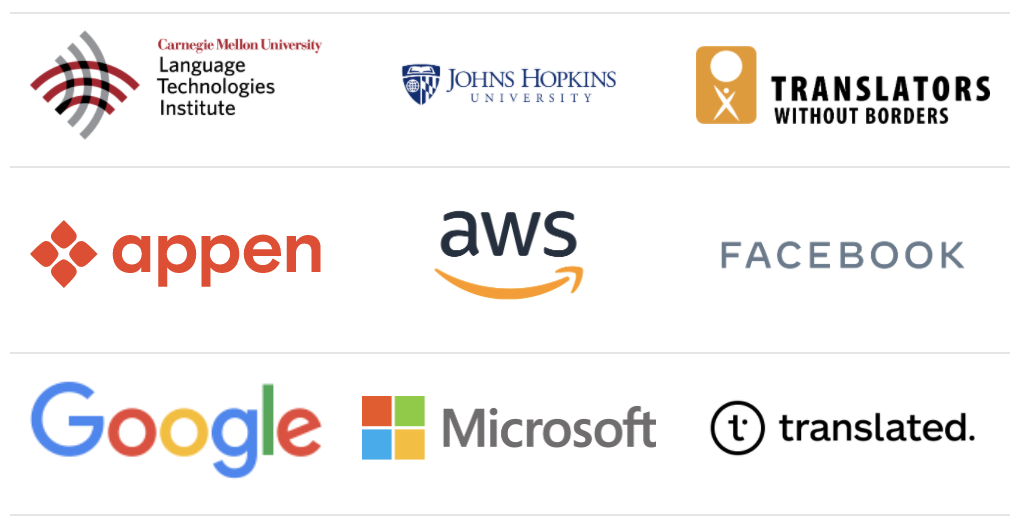 Carnegie Mellon University
Language
Technologies
Institute
JOHNS HOPKINS
UNIVERSITY
TRANSLATORS
WITHOUT BORDERS
appen
aws
FACEBOOK
Google
Microsoft
t translated.